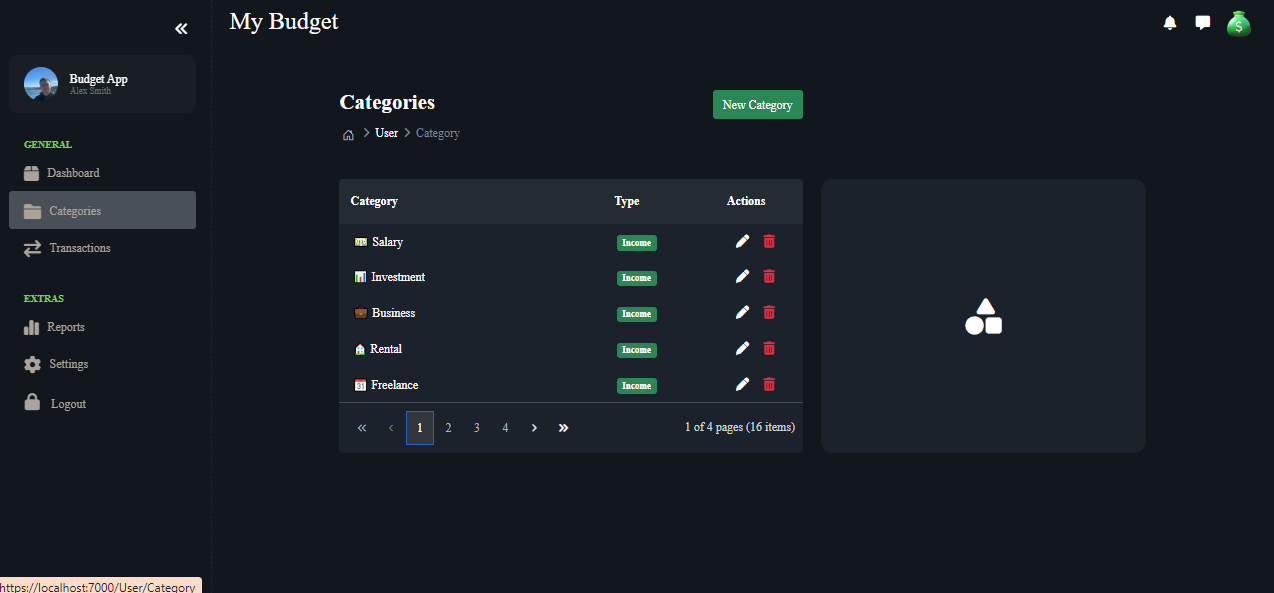 My Budget
Budget App
Alex Smith
GENERAL
Dashboard
Categories
Transactions
EXTRAS
Reports
Settings
Logout
Categories
New Category
User Category
Category Type Actions
Salary Income
Investment Income
Business Income
Rental Income
Freelance Income
1 2 3 4 1 of 4 pages (16 items)
https://localhost:7000/User/Category